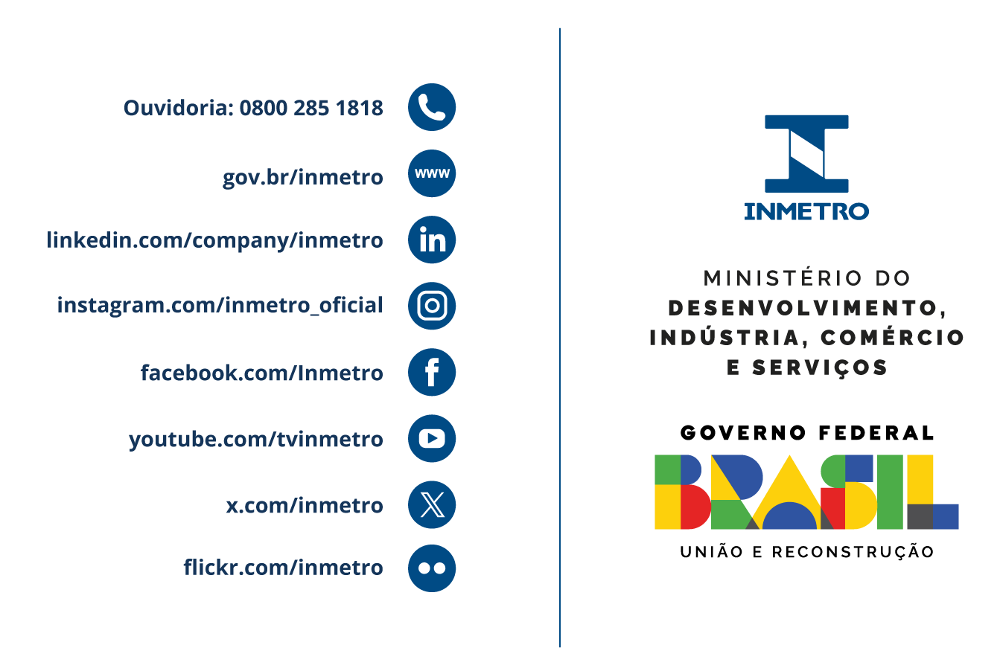 Ouvidoria: 0800 285 1818
gov.br/inmetro
www
linkedin.com/company/inmetro
in
instagram.com/inmetro_oficial
facebook.com/Inmetro
f
youtube.com/tvinmetro
x.com/inmetro
X
flickr.com/inmetro
INMETRO
MINISTÉRIO DO
DESENVOLVIMENTO,
INDÚSTRIA, COMÉRCIO
E SERVIÇOS
GOVERNO FEDERAL
BRASIL
UNIÃO E RECONSTRUÇÃO